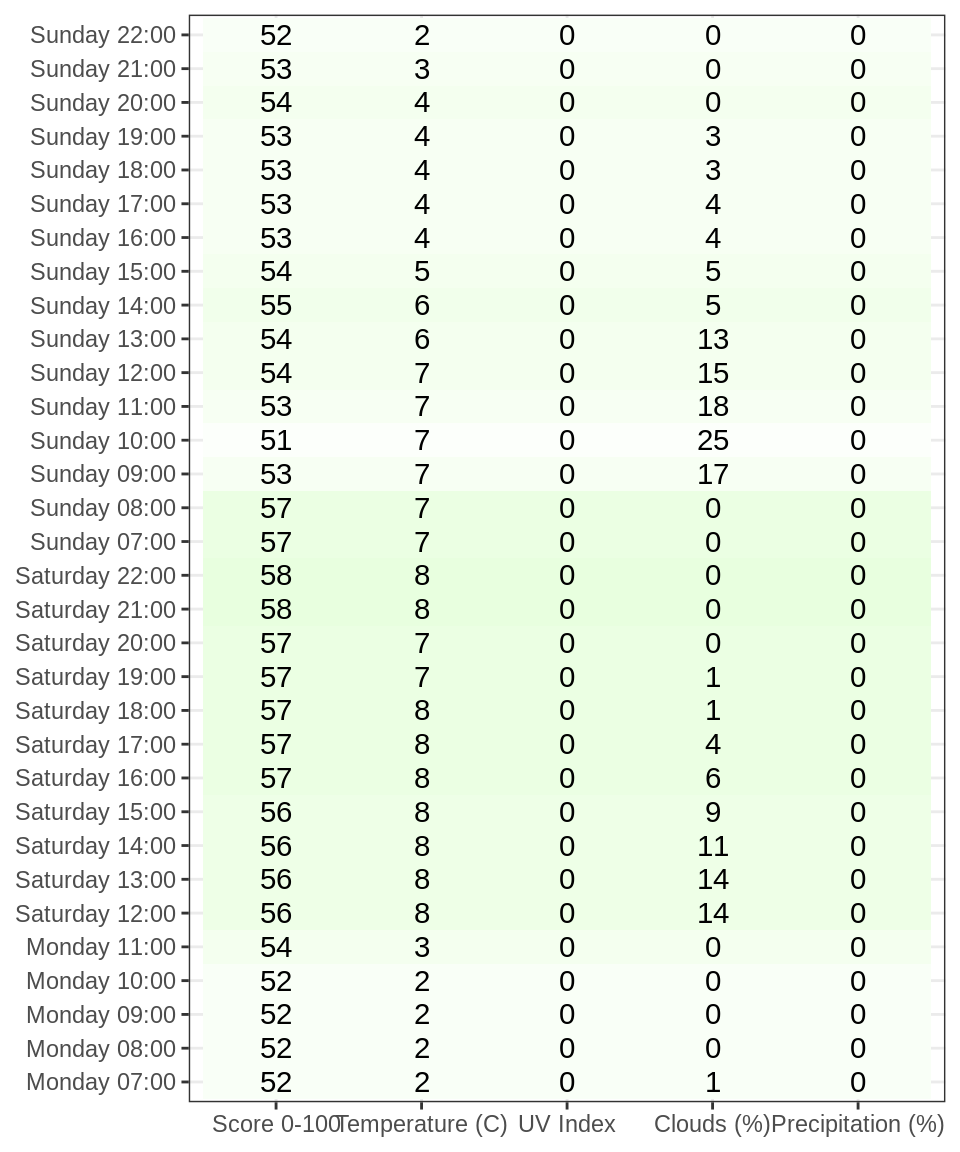 Sunday 22:00 52 2 0 0 0
Sunday 21:00 53 3 0 0 0
Sunday 20:00 54 4 0 0 0
Sunday 19:00 53 4 0 3 0
Sunday 18:00 53 4 0 3 0
Sunday 17:00 53 4 0 4 0
Sunday 16:00 53 4 0 4 0
Sunday 15:00 54 5 0 5 0
Sunday 14:00 55 6 0 5 0
Sunday 13:00 54 6 0 13 0
Sunday 12:00 54 7 0 15 0
Sunday 11:00 53 7 0 18 0
Sunday 10:00 51 7 0 25 0
Sunday 09:00 53 7 0 17 0
Sunday 08:00 57 7 0 0 0
Sunday 07:00 57 7 0 0 0
Saturday 22:00 58 8 0 0 0
Saturday 21:00 58 8 0 0 0
Saturday 20:00 57 7 0 0 0
Saturday 19:00 57 7 0 1 0
Saturday 18:00 57 8 0 1 0
Saturday 17:00 57 8 0 4 0
Saturday 16:00 57 8 0 6 0
Saturday 15:00 56 8 0 9 0
Saturday 14:00 56 8 0 11 0
Saturday 13:00 56 8 0 14 0
Saturday 12:00 56 8 0 14 0
Monday 11:00 54 3 0 0 0
Monday 10:00 52 2 0 0 0
Monday 09:00 52 2 0 0 0
Monday 08:00 52 2 0 0 0
Monday 07:00 52 2 0 1 0
Score 0-100 Temperature (C) UV Index Clouds (%) Precipitation (%)